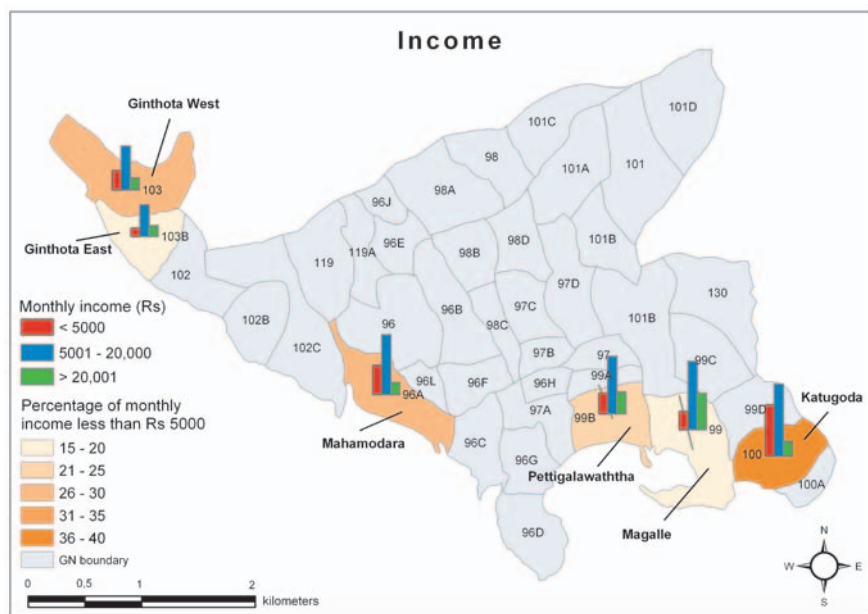 Income
Ginthota West
101C
101D
98
101A
101
103
98A
96J
Ginthota East
103B
119
119A
96E
98B
98D
101B
102
130
97D
Monthly income (Rs)
< 5000
5001 - 20,000
> 20,001
102B
96B
97C
101B
96
98C
102C
97B
97
99C
99A
96L
96F
96H
96A
99D
Katugoda
Percentage of monthly
income less than Rs 5000
15 - 20
21 - 25
26 - 30
31 - 35
36 - 40
GN boundary
97A
99B
99
Mahamodara
96C
100
96G
Pettigalawaththa
100A
Magalle
96D
N
W
E
S
0
0,5
1
2
kilometers